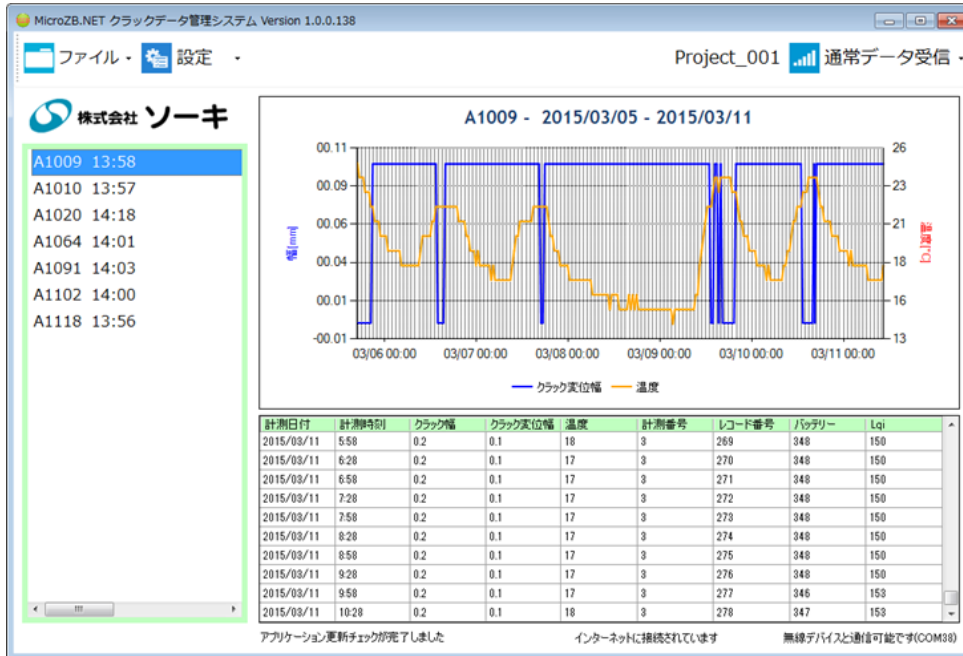 MicroZB.NET クラックデータ管理システム Version 1.0.0.138
ファイル 設定 Project_001 通常データ受信
株式会社 ソーキ
A1009 13:58
A1010 13:57
A1020 14:18
A1064 14:01
A1091 14:03
A1102 14:00
A1118 13:56
A1009 - 2015/03/05 - 2015/03/11
00.11
00.09
00.06
00.04
00.01
-00.01
幅[mm]
26
23
21
18
16
13
温度[℃]
03/06 00:00 03/07 00:00 03/08 00:00 03/09 00:00 03/10 00:00 03/11 00:00
クラック変位幅 温度
計測日付 計測時刻 クラック幅 クラック変位幅 温度 計測番号 レコード番号 バッテリー Lqi
2015/03/11 5:58 0.2 0.1 18 3 269 348 150
2015/03/11 6:28 0.2 0.1 17 3 270 348 150
2015/03/11 6:58 0.2 0.1 17 3 271 348 150
2015/03/11 7:28 0.2 0.1 17 3 272 348 150
2015/03/11 7:58 0.2 0.1 17 3 273 348 150
2015/03/11 8:28 0.2 0.1 17 3 274 348 150
2015/03/11 8:58 0.2 0.1 17 3 275 348 150
2015/03/11 9:28 0.2 0.1 17 3 276 348 150
2015/03/11 9:58 0.2 0.1 17 3 277 346 153
2015/03/11 10:28 0.2 0.1 18 3 278 347 153
アプリケーション更新チェックが完了しました インターネットに接続されています 無線デバイスと通信可能です(COM38)